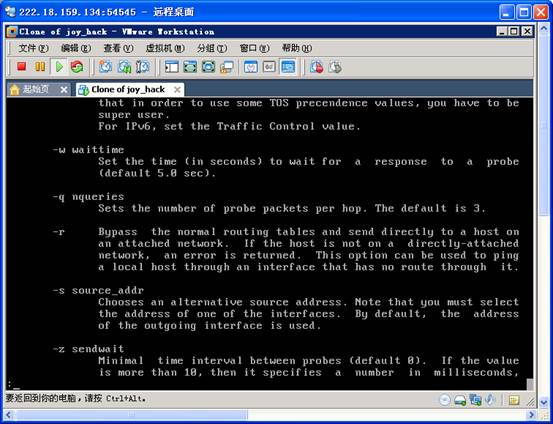 222.18.159.134:54545 - 远程桌面
Clone of joy_hack - VMware Workstation
文件(F) 编辑(E) 查看(V) 虚拟机(M) 分组(T) 窗口(W) 帮助(H)
起始页 Clone of joy_hack
that in order to use some TOS precendence values, you have to be
super user.
For IPv6, set the Traffic Control value.
-w waittime
Set the time (in seconds) to wait for a response to a probe
(default 5.0 sec).
-q nqueries
Sets the number of probe packets per hop. The default is 3.
-r Bypass the normal routing tables and send directly to a host on
an attached network. If the host is not on a directly-attached
network, an error is returned. This option can be used to ping
a local host through an interface that has no route through it.
-s source_addr
Chooses an alternative source address. Note that you must select
the address of one of the interfaces. By default, the address
of the outgoing interface is used.
-z sendwait
Minimal time interval between probes (default 0). If the value
is more than 10, then it specifies a number in milliseconds,
:
要返回到你的电脑，请按 Ctrl+Alt。